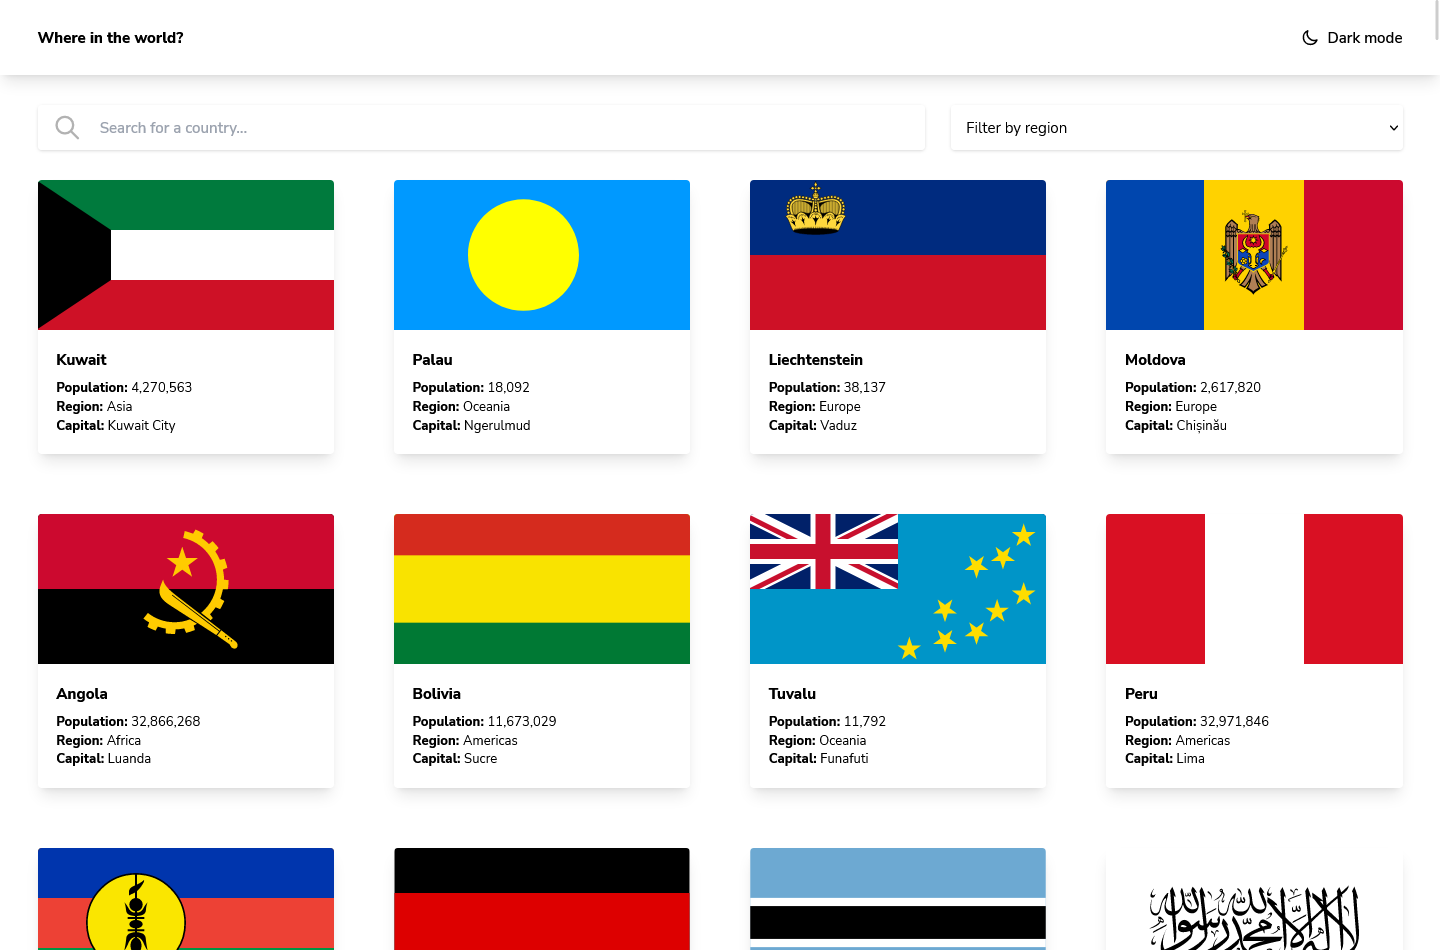 Where in the world?
Dark mode
Search for a country...
Filter by region
Kuwait
Population: 4,270,563
Region: Asia
Capital: Kuwait City
Palau
Population: 18,092
Region: Oceania
Capital: Ngerulmud
Liechtenstein
Population: 38,137
Region: Europe
Capital: Vaduz
Moldova
Population: 2,617,820
Region: Europe
Capital: Chișinău
Angola
Population: 32,866,268
Region: Africa
Capital: Luanda
Bolivia
Population: 11,673,029
Region: Americas
Capital: Sucre
Tuvalu
Population: 11,792
Region: Oceania
Capital: Funafuti
Peru
Population: 32,971,846
Region: Americas
Capital: Lima